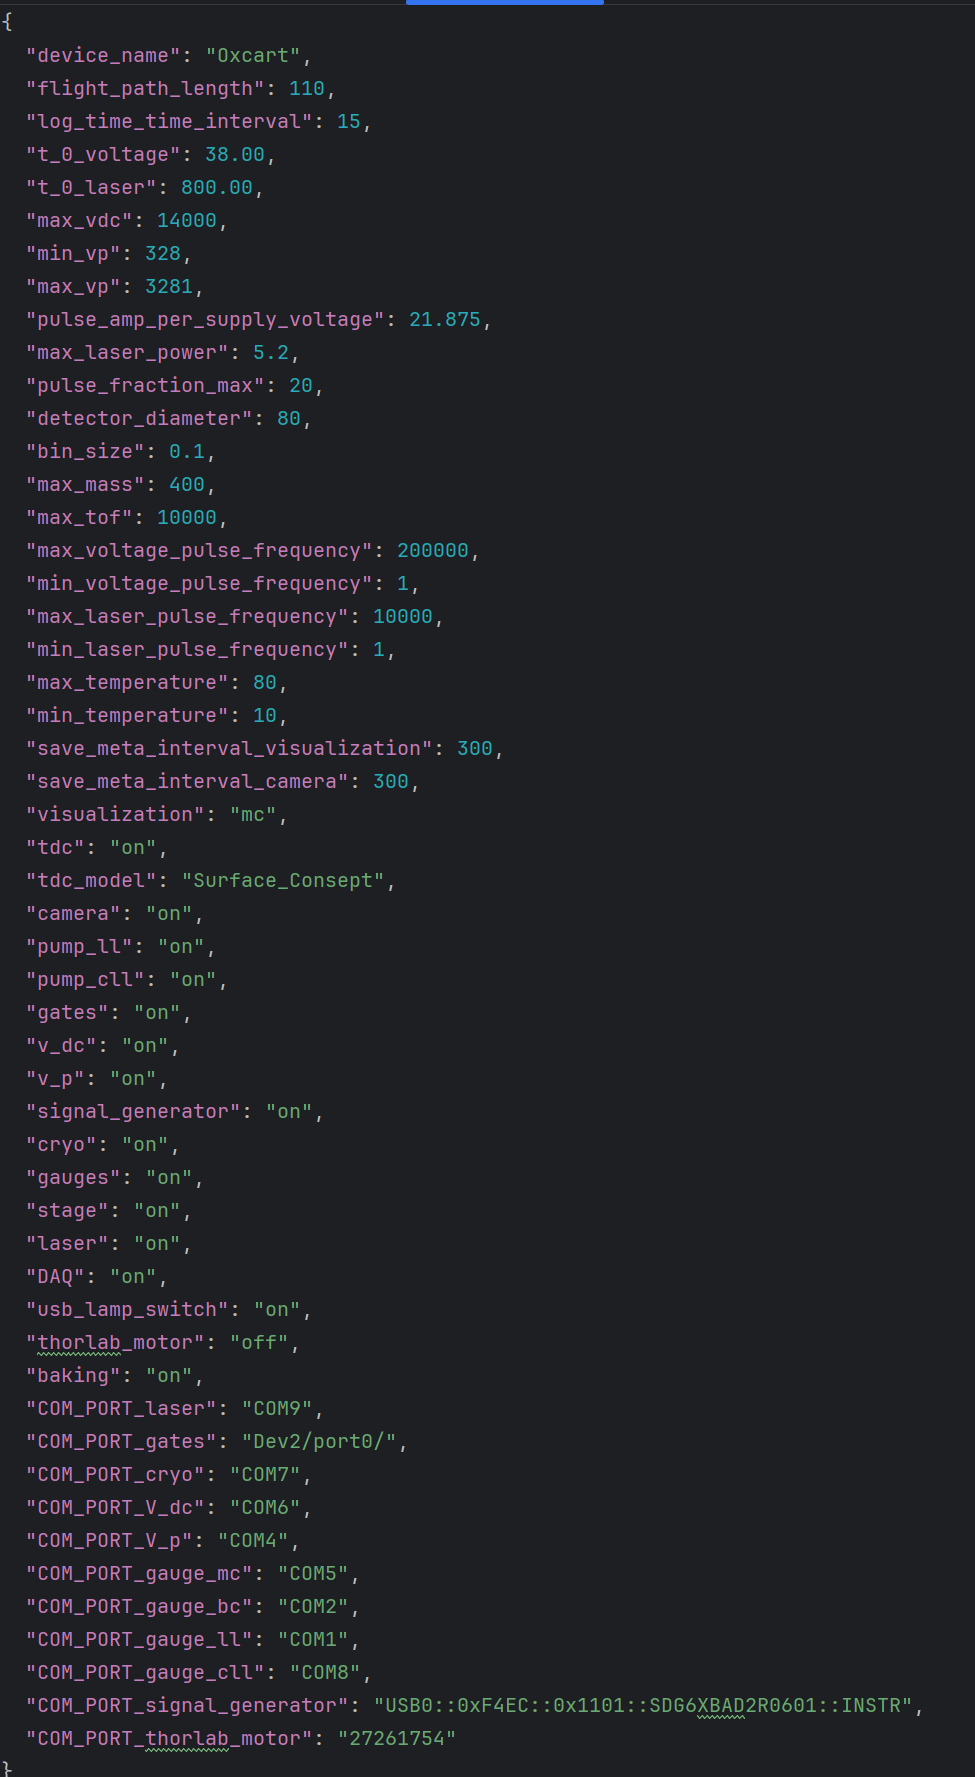 {
"device_name": "Oxcart",
"flight_path_length": 110,
"log_time_time_interval": 15,
"t_0_voltage": 38.00,
"t_0_laser": 800.00,
"max_vdc": 14000,
"min_vp": 328,
"max_vp": 3281,
"pulse_amp_per_supply_voltage": 21.875,
"max_laser_power": 5.2,
"pulse_fraction_max": 20,
"detector_diameter": 80,
"bin_size": 0.1,
"max_mass": 400,
"max_tof": 10000,
"max_voltage_pulse_frequency": 200000,
"min_voltage_pulse_frequency": 1,
"max_laser_pulse_frequency": 10000,
"min_laser_pulse_frequency": 1,
"max_temperature": 80,
"min_temperature": 10,
"save_meta_interval_visualization": 300,
"save_meta_interval_camera": 300,
"visualization": "mc",
"tdc": "on",
"tdc_model": "Surface_Consept",
"camera": "on",
"pump_ll": "on",
"pump_cll": "on",
"gates": "on",
"v_dc": "on",
"v_p": "on",
"signal_generator": "on",
"cryo": "on",
"gauges": "on",
"stage": "on",
"laser": "on",
"DAQ": "on",
"usb_lamp_switch": "on",
"thorlab_motor": "off",
"baking": "on",
"COM_PORT_laser": "COM9",
"COM_PORT_gates": "Dev2/port0/",
"COM_PORT_cryo": "COM7",
"COM_PORT_V_dc": "COM6",
"COM_PORT_V_p": "COM4",
"COM_PORT_gauge_mc": "COM5",
"COM_PORT_gauge_bc": "COM2",
"COM_PORT_gauge_ll": "COM1",
"COM_PORT_gauge_cll": "COM8",
"COM_PORT_signal_generator": "USB0::0xF4EC::0x1101::SDG6XBAD2R0601::INSTR",
"COM_PORT_thorlab_motor": "27261754"
}